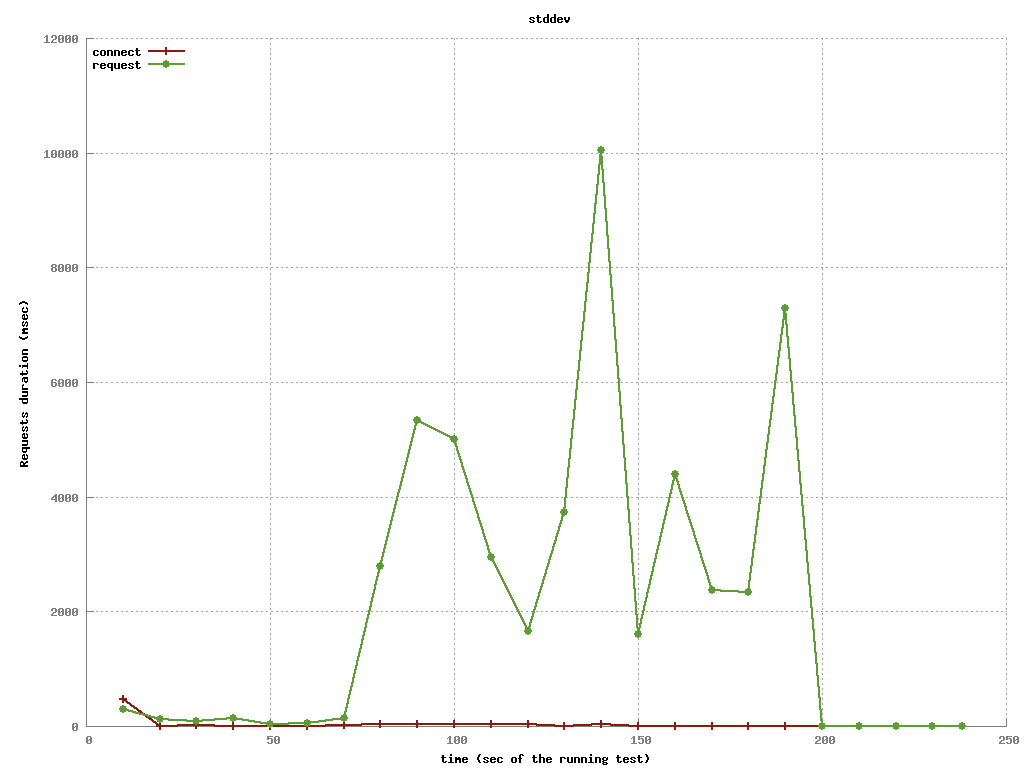 stddev
12000
connect
request
10000
8000
6000
Requests duration (msec)
4000
2000
0
0 50 100 150 200 250
time (sec of the running test)